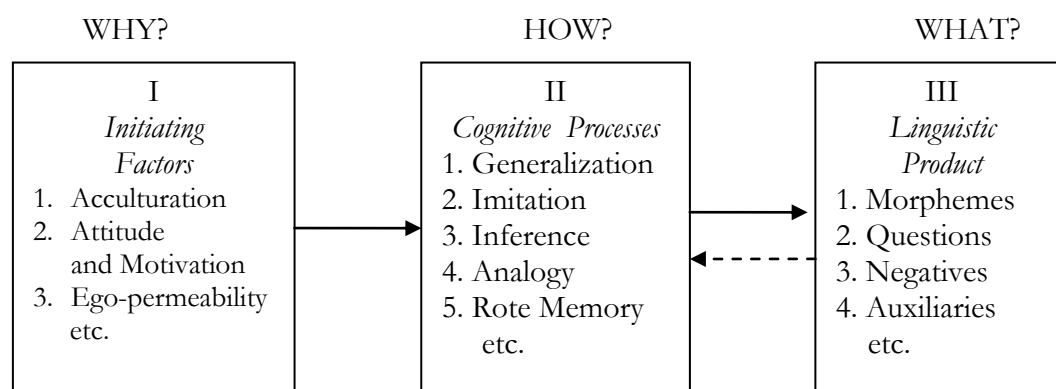 WHY?
HOW?
WHAT?
I
Initiating
Factors
1. Acculturation
2. Attitude
and Motivation
3. Ego-permeability
etc.
II
Cognitive Processes
1. Generalization
2. Imitation
3. Inference
4. Analogy
5. Rote Memory
etc.
III
Linguistic
Product
1. Morphemes
2. Questions
3. Negatives
4. Auxiliaries
etc.